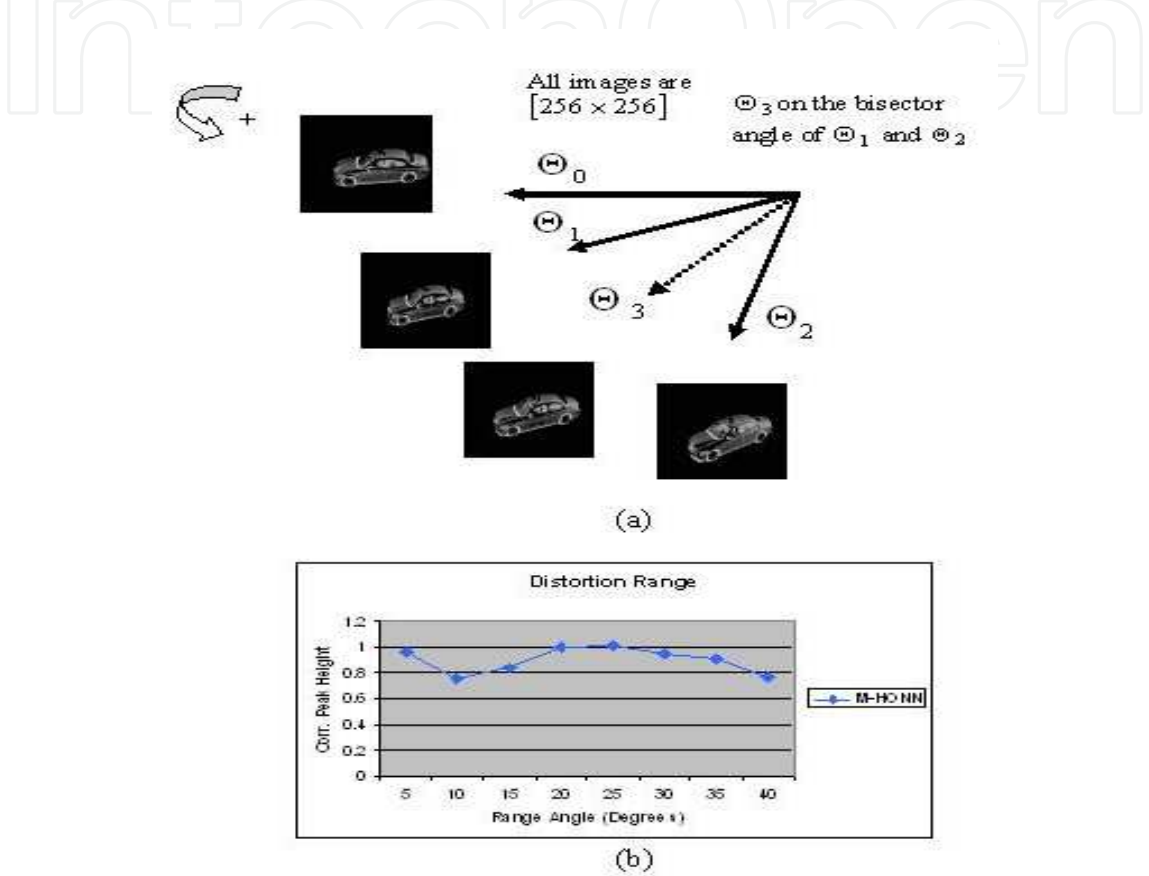 IntechOpen
+
All images are
[256 × 256]
Θ3 on the bisector
angle of Θ1 and Θ2
Θ0
Θ1
Θ3
Θ2
(a)
Distortion Range
Corr. Peak Height
1.2
1
0.8
0.6
0.4
0.2
0
5 10 15 20 25 30 35 40
Range Angle (Degrees)
M-HONN
(b)